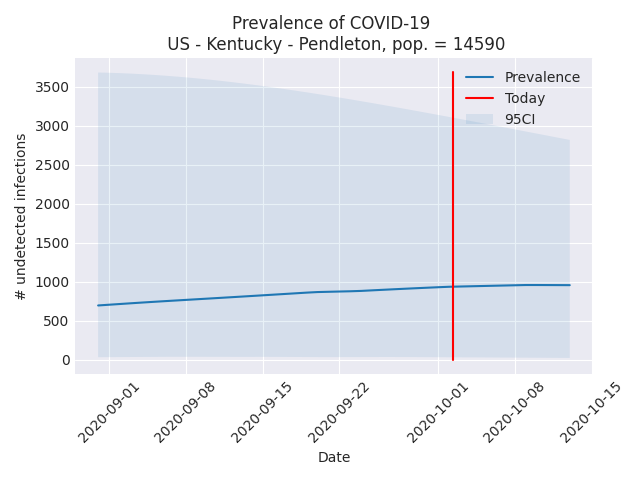 Prevalence of COVID-19
US - Kentucky - Pendleton, pop. = 14590
Prevalence
Today
95CI
3500
3000
2500
2000
1500
1000
500
0
# undetected infections
2020-09-01
2020-09-08
2020-09-15
2020-09-22
2020-10-01
2020-10-08
2020-10-15
Date